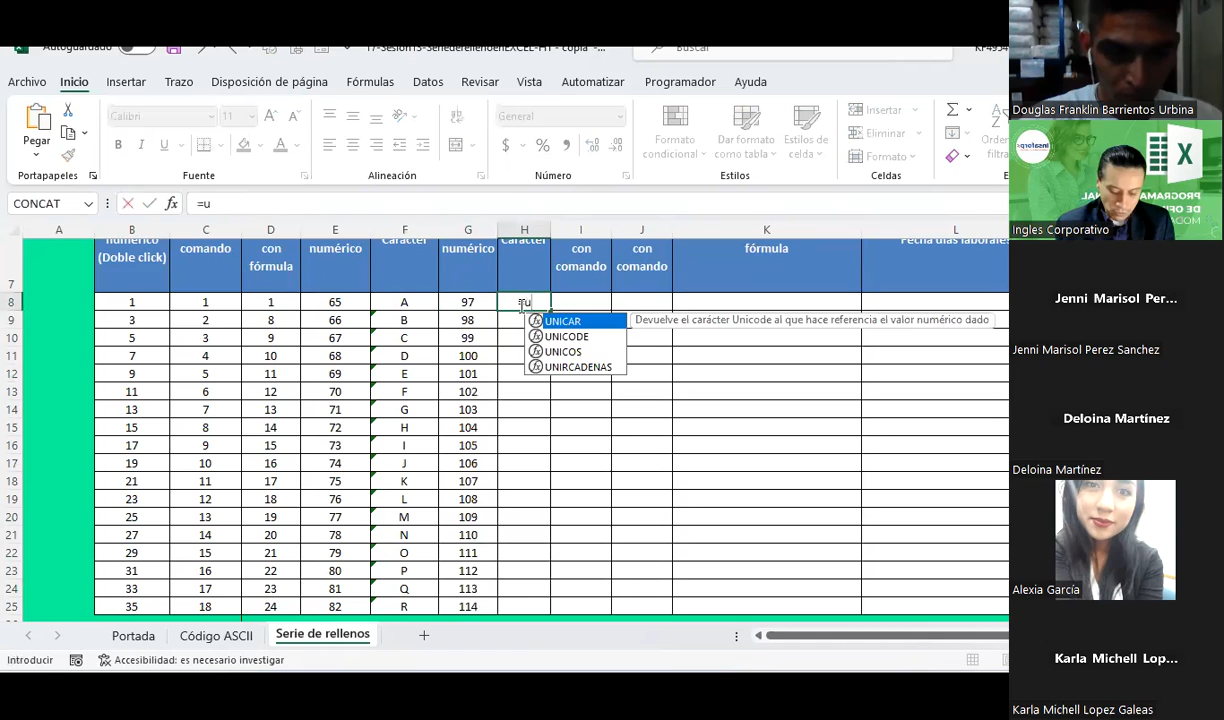 Autoguardado
17-Sesion13-SeriederellenoenEXCEL-H1 - copia -...
Buscar
Archivo Inicio Insertar Trazo Disposición de página Fórmulas Datos Revisar Vista Automatizar Programador Ayuda
Pegar
Calibri 11
General
Formato condicional
Dar formato como tabla
Estilos de celda
Insertar
Eliminar
Formato
Portapapeles Fuente Alineación Número Estilos Celdas
CONCAT =u
A B C D E F G H I J K L
7 numérico (Doble click) comando con fórmula numérico Carácter numérico Carácter con comando con comando fórmula Fecha días laborales
8 1 1 1 65 A 97 =u
9 3 2 8 66 B 98
10 5 3 9 67 C 99
11 7 4 10 68 D 100
12 9 5 11 69 E 101
13 11 6 12 70 F 102
14 13 7 13 71 G 103
15 15 8 14 72 H 104
16 17 9 15 73 I 105
17 19 10 16 74 J 106
18 21 11 17 75 K 107
19 23 12 18 76 L 108
20 25 13 19 77 M 109
21 27 14 20 78 N 110
22 29 15 21 79 O 111
23 31 16 22 80 P 112
24 33 17 23 81 Q 113
25 35 18 24 82 R 114
UNICAR Devuelve el carácter Unicode al que hace referencia el valor numérico dado
UNICODE
UNICOS
UNIRCADENAS
Portada Código ASCII Serie de rellenos
Introducir Accesibilidad: es necesario investigar
Douglas Franklin Barrientos Urbina
Ingles Corporativo
Jenni Marisol Per...
Jenni Marisol Perez Sanchez
Deloina Martínez
Deloina Martínez
Alexia García
Karla Michell Lop...
Karla Michell Lopez Galeas